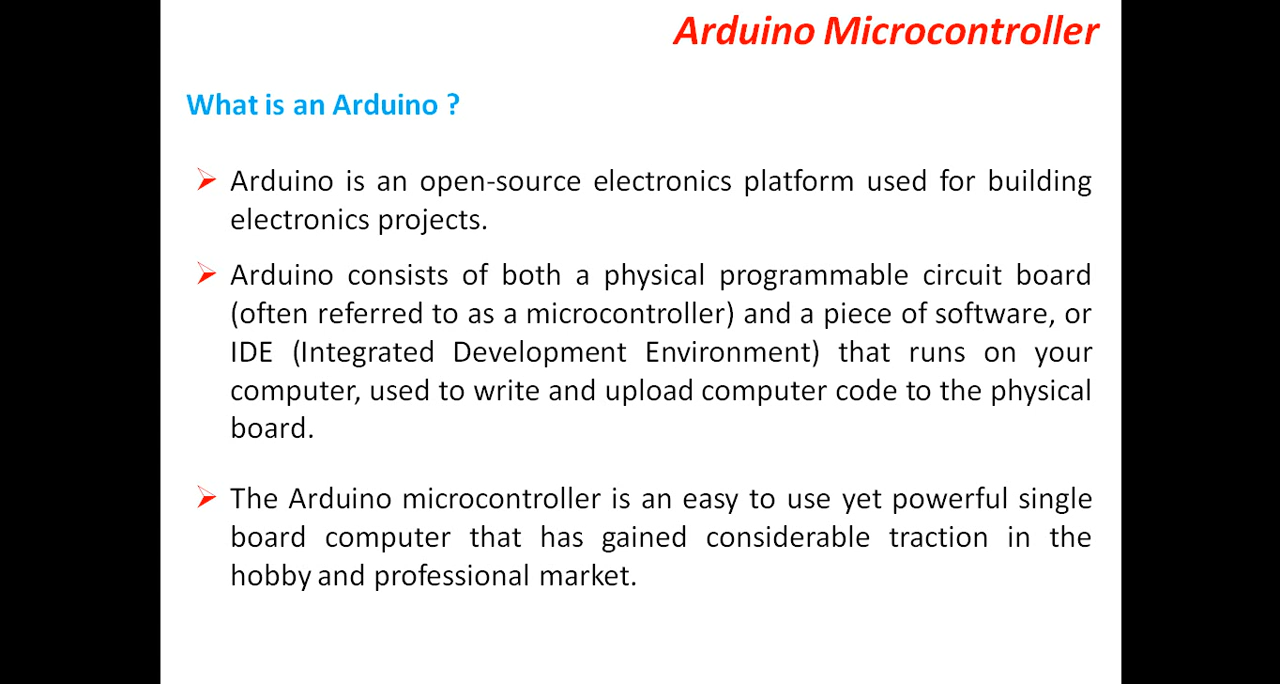 Arduino Microcontroller
What is an Arduino ?
➢ Arduino is an open-source electronics platform used for building
electronics projects.
➢ Arduino consists of both a physical programmable circuit board
(often referred to as a microcontroller) and a piece of software, or
IDE (Integrated Development Environment) that runs on your
computer, used to write and upload computer code to the physical
board.
➢ The Arduino microcontroller is an easy to use yet powerful single
board computer that has gained considerable traction in the
hobby and professional market.